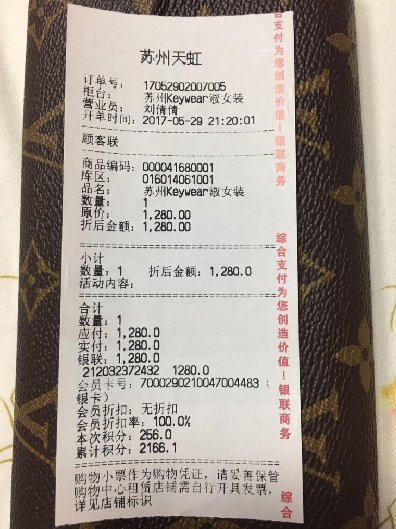 苏州天虹
订单号： 17052902007005
柜台： 苏州Keywear淑女装
营业员： 刘倩倩
开单时间：2017-05-29 21:20:01
顾客联
商品编码：000041680001
库区： 016014061001
品名： 苏州Keywear淑女装
数量： 1
原价： 1,280.00
折后金额：1,280.00
小计
数量：1 折后金额：1,280.0
活动内容：
合计
数量：1
应付：1,280.0
实付：1,280.0
银联：1,280.0
212032372432 1280.0
会员卡号：7000290210047004483（
银卡）
会员折扣：无折扣
会员折扣率：100.0%
本次积分：256.0
累计积分：2166.1
购物小票作为购物凭证，请妥善保管
购物中心租赁店铺需自行开具发票，
详见店铺标识
合支付为您创造价值！银联商务
综合支付为您创造价值！银联商务
综合